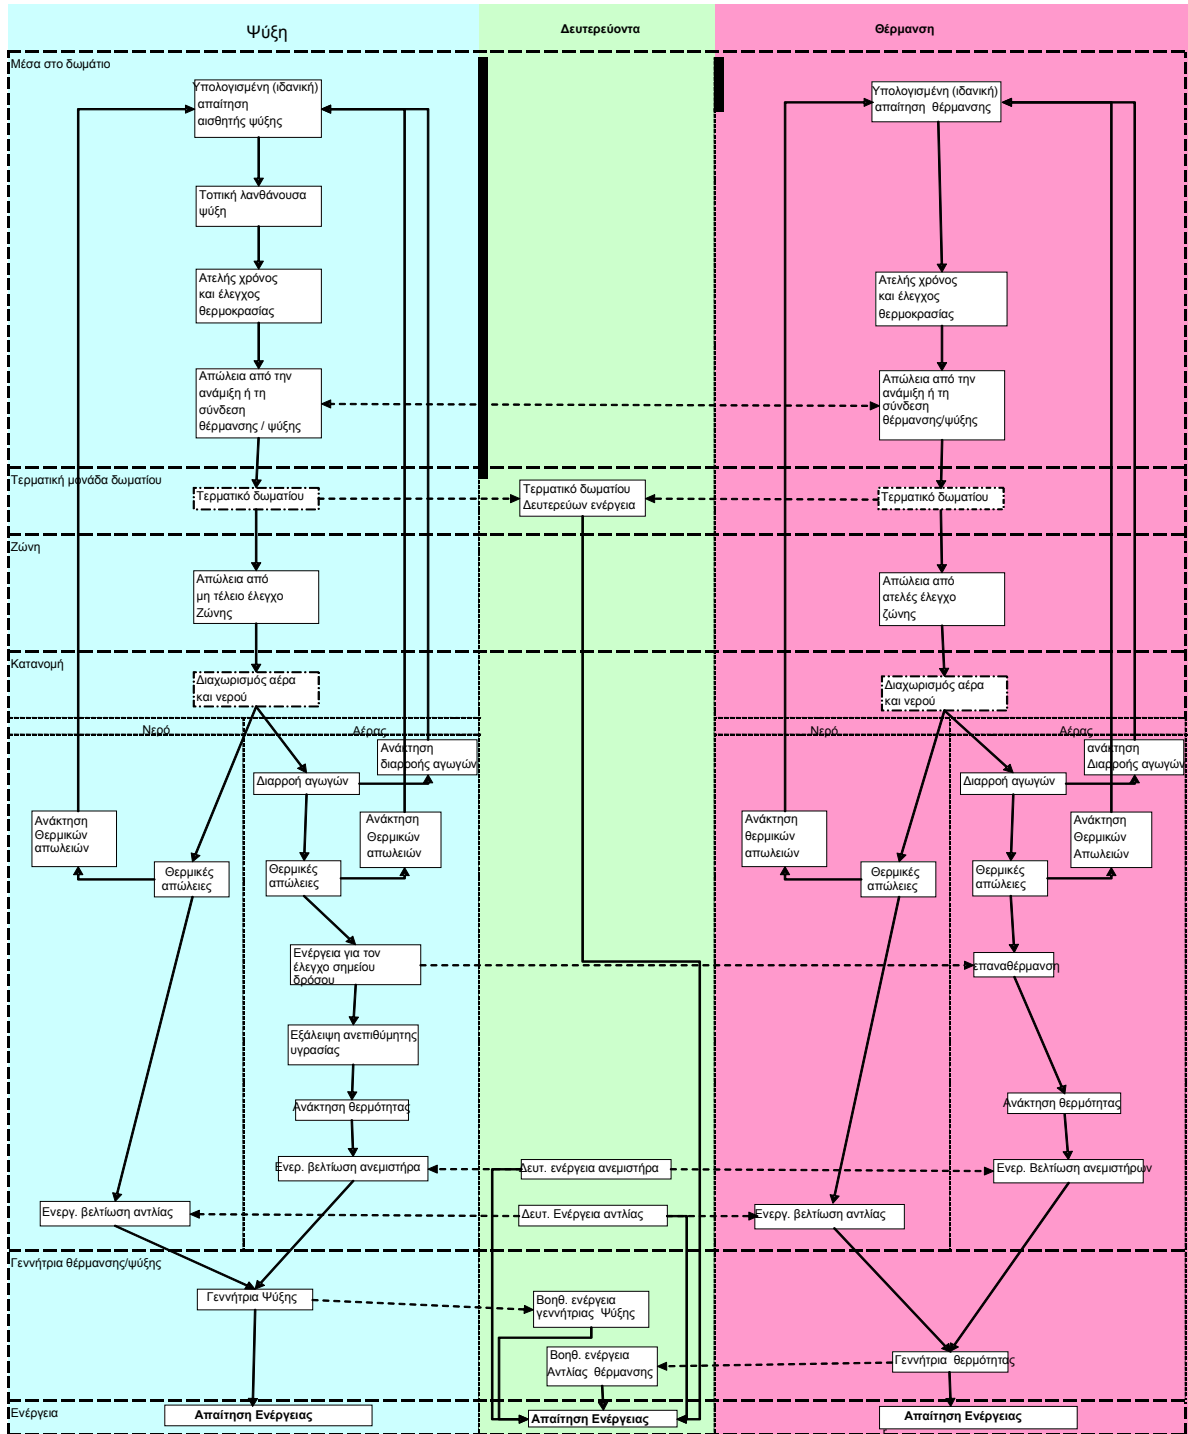 Ψύξη
Δευτερεύοντα
Θέρμανση
Μέσα στο δωμάτιο
Υπολογισμένη (ιδανική)
απαίτηση
αισθητής ψύξης
Υπολογισμένη (ιδανική)
απαίτηση θέρμανσης
Τοπική λανθάνουσα
ψύξη
Ατελής χρόνος
και έλεγχος
θερμοκρασίας
Ατελής χρόνος
και έλεγχος
θερμοκρασίας
Απώλεια από την
ανάμιξη ή τη
σύνδεση
θέρμανσης / ψύξης
Απώλεια από την
ανάμιξη ή τη
σύνδεση
θέρμανσης/ψύξης
Τερματική μονάδα δωματίου
Τερματικό δωματίου
Τερματικό δωματίου
Δευτερεύων ενέργεια
Τερματικό δωματίου
Ζώνη
Απώλεια από
μη τέλειο έλεγχο
Ζώνης
Απώλεια από
ατελές έλεγχο
ζώνης
Κατανομή
Διαχωρισμός αέρα
και νερού
Διαχωρισμός αέρα
και νερού
Νερό
Αέρας
Νερό
Αέρας
Ανάκτηση
διαρροής αγωγών
ανάκτηση
Διαρροής αγωγών
Διαρροή αγωγών
Διαρροή αγωγών
Ανάκτηση
Θερμικών
απωλειών
Ανάκτηση
Θερμικών
απωλειών
Ανάκτηση
θερμικών
απωλειών
Ανάκτηση
Θερμικών
Απωλειών
Θερμικές
απώλειες
Θερμικές
απώλειες
Θερμικές
απώλειες
Θερμικές
απώλειες
Ενέργεια για τον
έλεγχο σημείου
δρόσου
επαναθέρμανση
Εξάλειψη ανεπιθύμητης
υγρασίας
Ανάκτηση θερμότητας
Ανάκτηση θερμότητας
Ενερ. βελτίωση ανεμιστήρα
Δευτ. ενέργεια ανεμιστήρα
Ενερ. Βελτίωση ανεμιστήρων
Ενεργ. βελτίωση αντλίας
Δευτ. Ενέργεια αντλίας
Ενεργ. βελτίωση αντλίας
Γεννήτρια θέρμανσης/ψύξης
Γεννήτρια Ψύξης
Βοηθ. ενέργεια
γεννήτριας Ψύξης
Βοηθ. ενέργεια
Αντλίας θέρμανσης
Γεννήτρια θερμότητας
Ενέργεια
Απαίτηση Ενέργειας
Απαίτηση Ενέργειας
Απαίτηση Ενέργειας